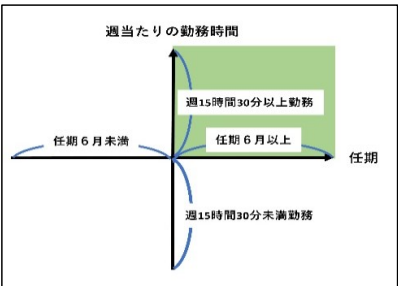 週当たりの勤務時間
週15時間30分以上勤務
任期６月未満
任期６月以上
任期
週15時間30分未満勤務